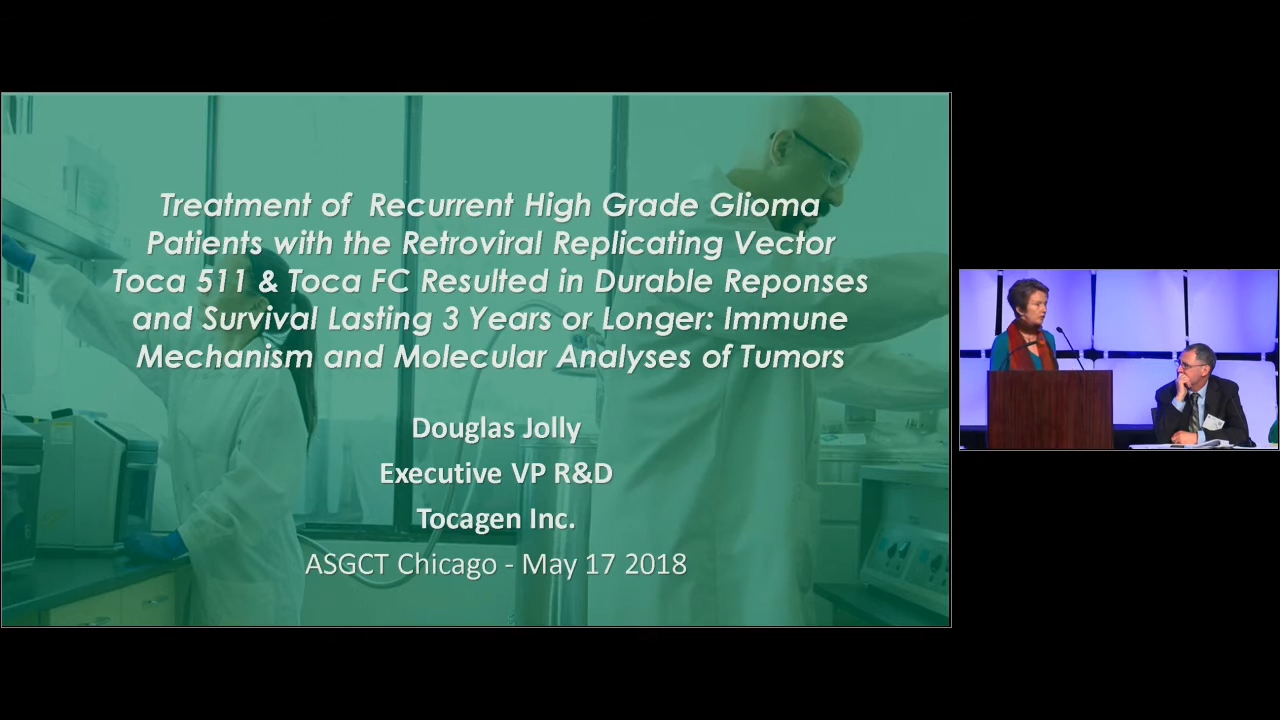 Treatment of Recurrent High Grade Glioma
Patients with the Retroviral Replicating Vector
Toca 511 & Toca FC Resulted in Durable Reponses
and Survival Lasting 3 Years or Longer: Immune
Mechanism and Molecular Analyses of Tumors
Douglas Jolly
Executive VP R&D
Tocagen Inc.
ASGCT Chicago - May 17 2018